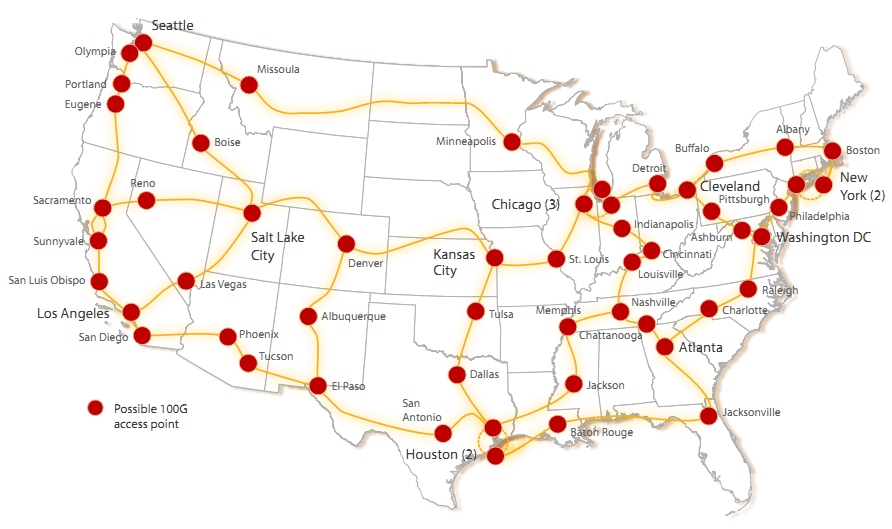 Seattle
Olympia
Missoula
Portland
Eugene
Minneapolis
Boise
Albany
Buffalo
Boston
Detroit
New
York (2)
Cleveland
Reno
Sacramento
Chicago (3)
Pittsburgh
Philadelphia
Indianapolis
Sunnyvale
Salt Lake
City
Ashburn
Washington DC
Kansas
City
Denver
St. Louis
Cincinnati
Louisville
San Luis Obispo
Las Vegas
Raleigh
Los Angeles
Albuquerque
Tulsa
Memphis
Nashville
Charlotte
San Diego
Phoenix
Chattanooga
Atlanta
Tucson
Dallas
El Paso
Jackson
San
Antonio
Jacksonville
Possible 100G
access point
Baton Rouge
Houston (2)